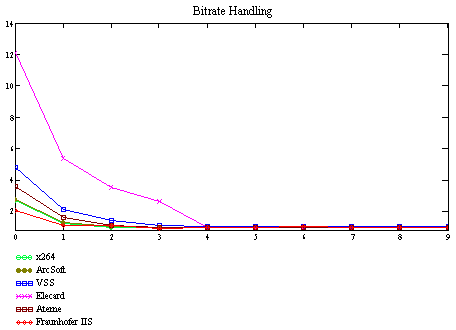 Bitrate Handling
14
12
10
8
6
4
2
0 1 2 3 4 5 6 7 8 9
x264
ArcSoft
VSS
Elecard
Ateme
Fraunhofer IIS